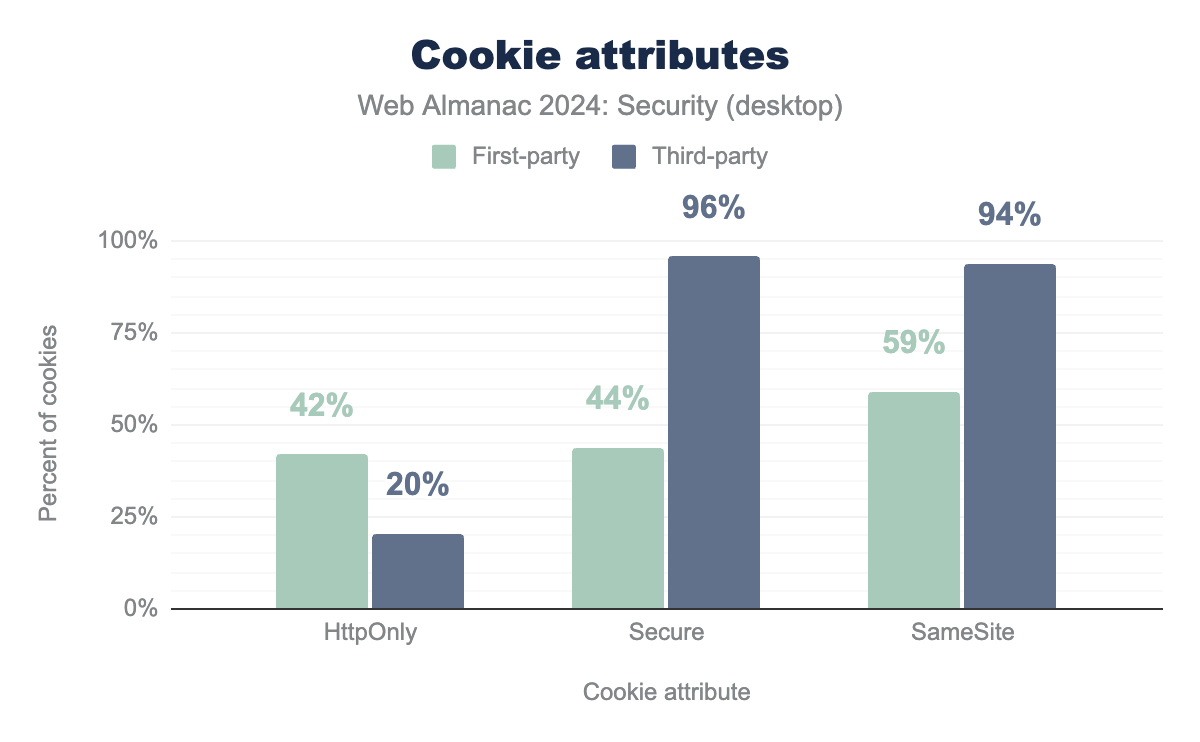 Cookie attributes
Web Almanac 2024: Security (desktop)
First-party Third-party
96%
94%
100%
75%
59%
42%
44%
50%
20%
25%
0%
Percent of cookies
HttpOnly Secure SameSite
Cookie attribute